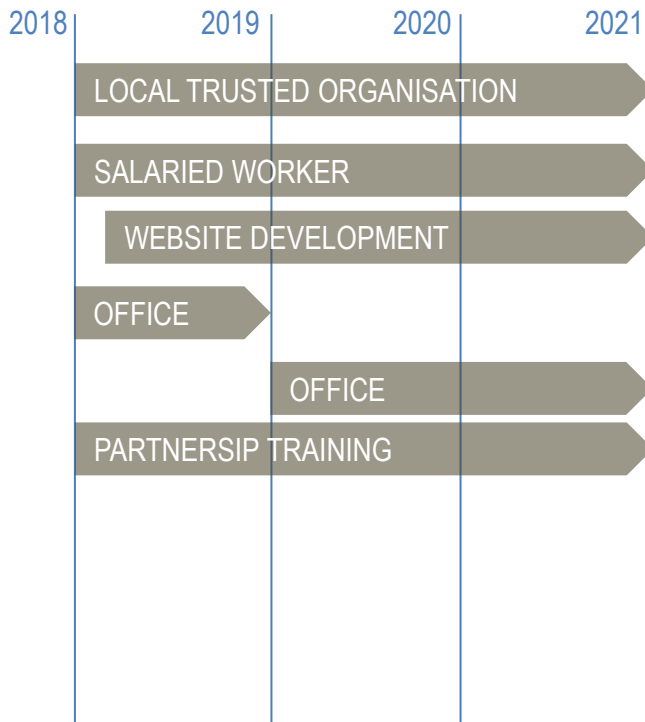 2018 2019 2020 2021
LOCAL TRUSTED ORGANISATION
SALARIED WORKER
WEBSITE DEVELOPMENT
OFFICE
OFFICE
PARTNERSIP TRAINING